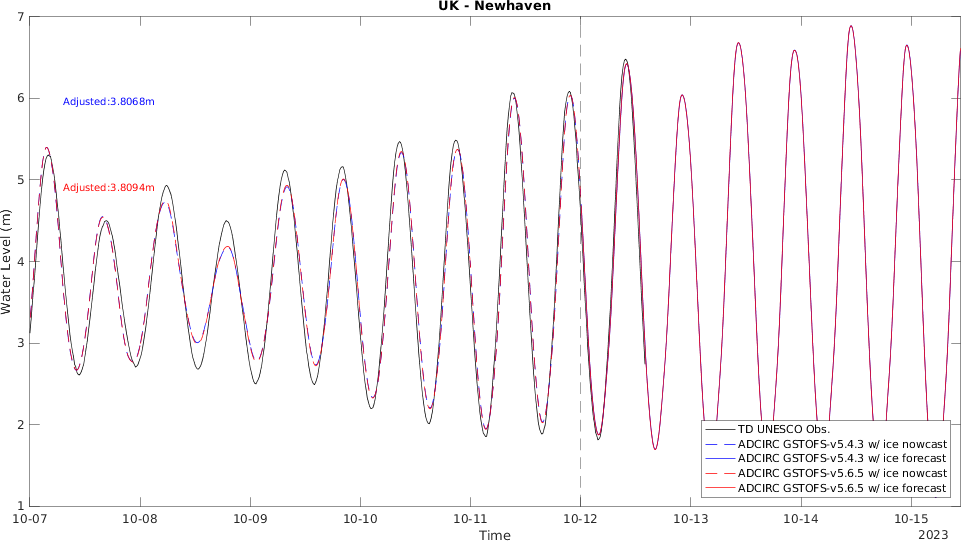 UK - Newhaven
7
6
5
4
3
2
1
Water Level (m)
Adjusted:3.8068m
Adjusted:3.8094m
TD UNESCO Obs.
ADCIRC GSTOFS-v5.4.3 w/ ice nowcast
ADCIRC GSTOFS-v5.4.3 w/ ice forecast
ADCIRC GSTOFS-v5.6.5 w/ ice nowcast
ADCIRC GSTOFS-v5.6.5 w/ ice forecast
10-07 10-08 10-09 10-10 10-11 10-12 10-13 10-14 10-15
Time
2023